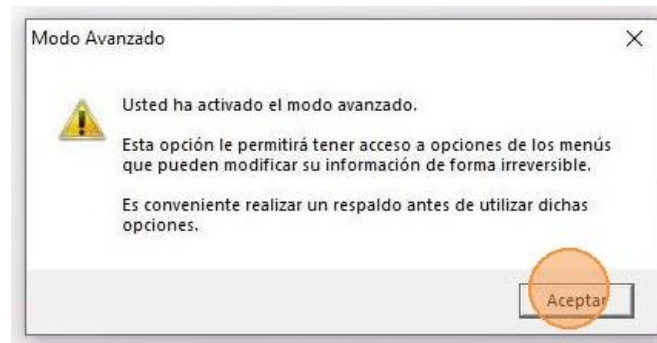 Modo Avanzado
Usted ha activado el modo avanzado.
Esta opción le permitirá tener acceso a opciones de los menús
que pueden modificar su información de forma irreversible.
Es conveniente realizar un respaldo antes de utilizar dichas
opciones.
Aceptar